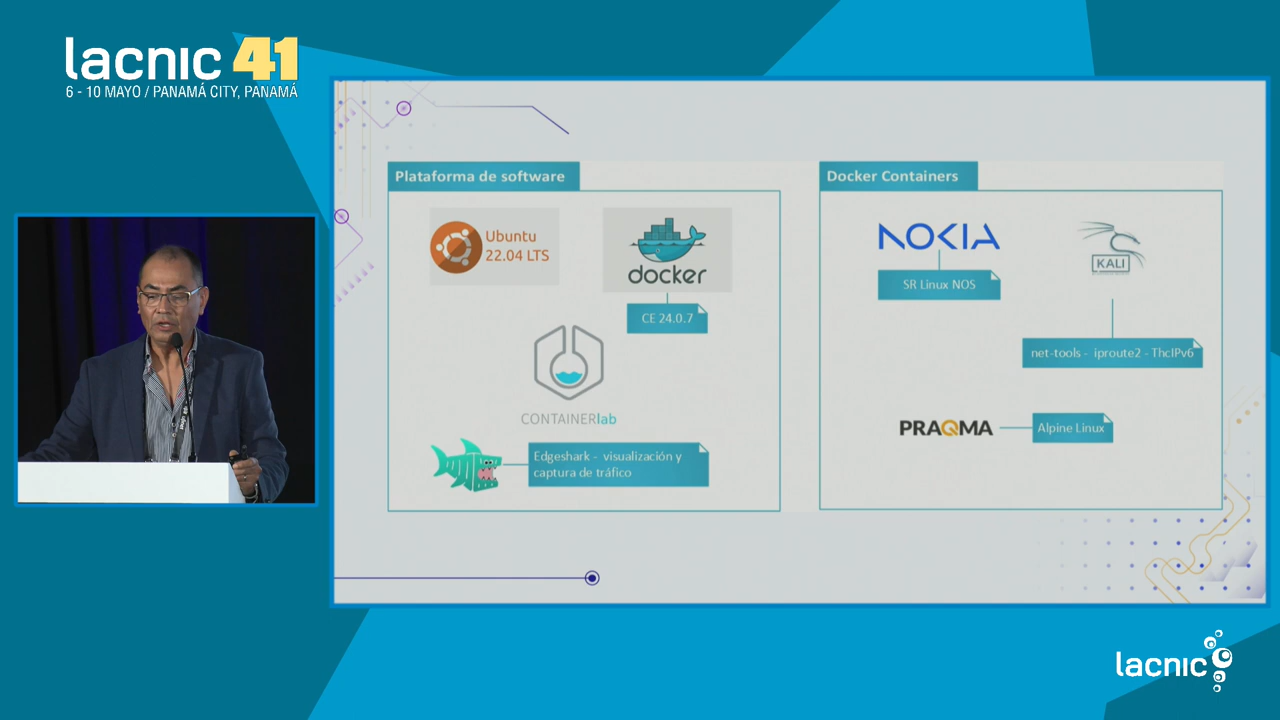 lacnic 41
6 - 10 MAYO / PANAMÁ CITY, PANAMÁ
Plataforma de software
Ubuntu
22.04 LTS
docker
CE 24.0.7
CONTAINERlab
Edgeshark - visualización y
captura de tráfico
Docker Containers
NOKIA
SR Linux NOS
KALI
net-tools - iproute2 - ThcIPv6
PRAQMA
Alpine Linux
lacnic